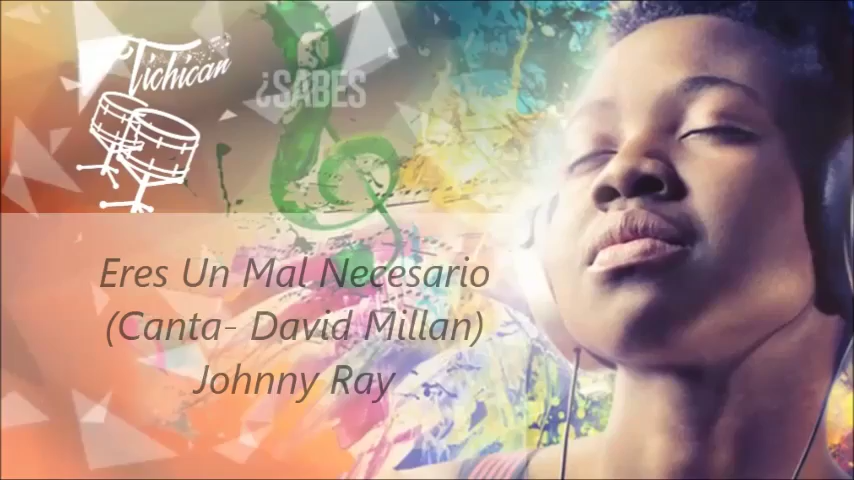 Tichican
¿SABES
Eres Un Mal Necesario
(Canta- David Millan)
Johnny Ray